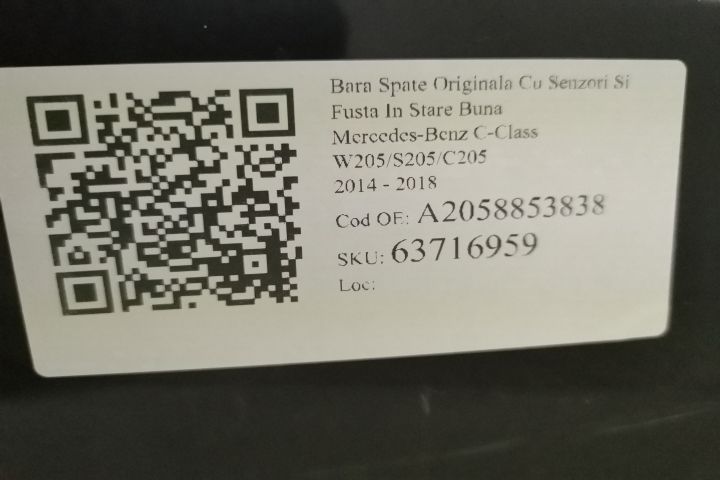 Bara Spate Originala Cu Senzori Si
Fusta In Stare Buna
Mercedes-Benz C-Class
W205/S205/C205
2014 - 2018
Cod OE: A2058853838
SKU: 63716959
Loc: